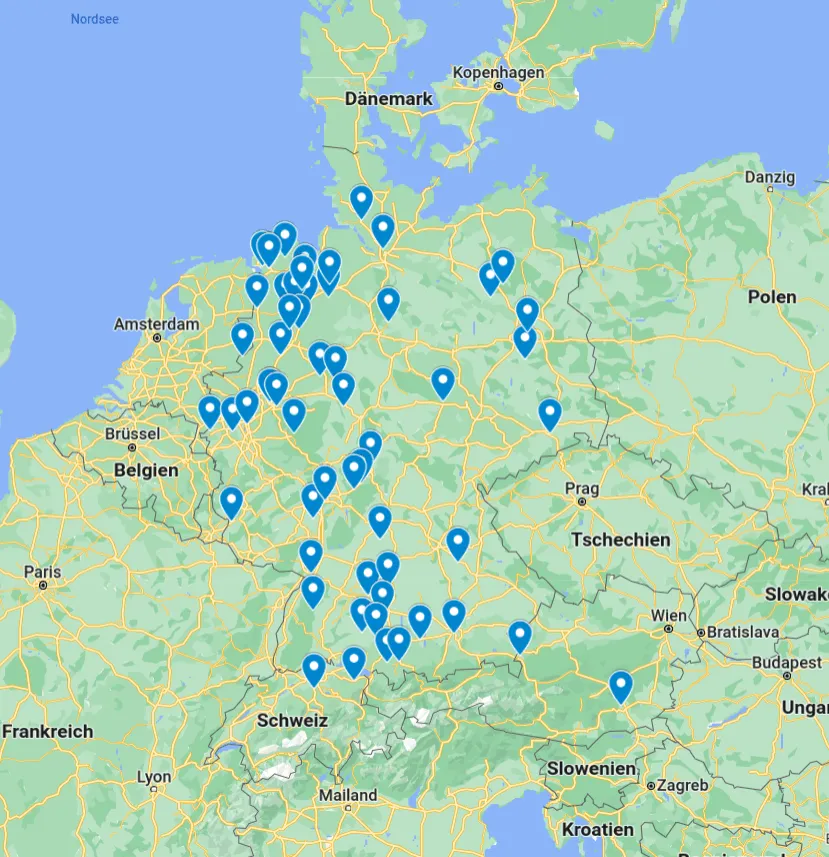 Nordsee
Kopenhagen
Dänemark
Danzig
Polen
Amsterdam
Brüssel
Belgien
Prag
Kral
Tschechien
Paris
Slowake
Wien
Bratislava
Budapest
Ungar
Schweiz
Frankreich
Slowenien
Lyon
Zagreb
Mailand
Kroatien